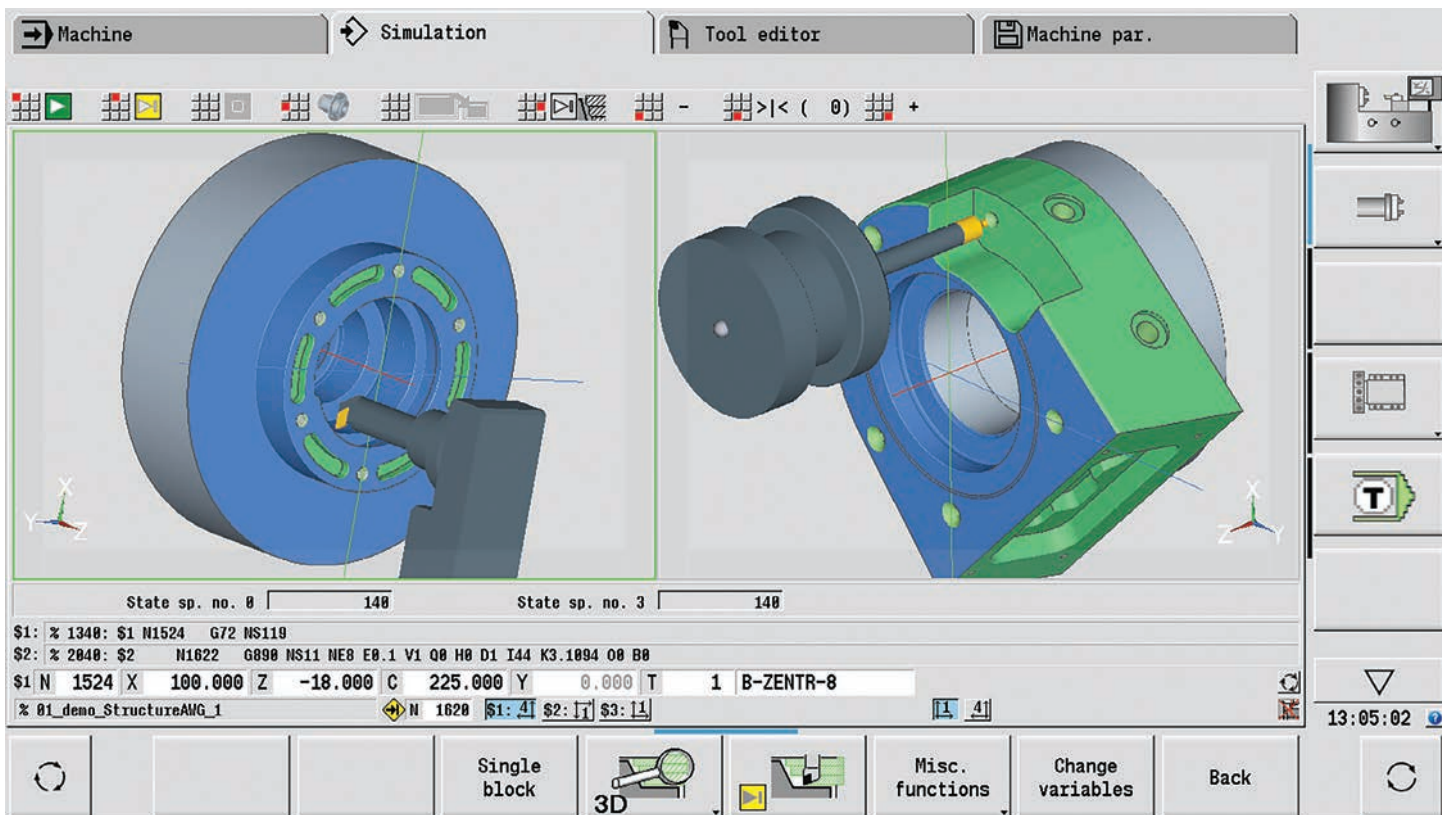 Machine
Simulation
Tool editor
Machine par.
-
>|< ( 0)
+
X
Y
Z
X
Z
Y
T
State sp. no. 0 140
State sp. no. 3 140
$1: % 1340: $1 N1524 G72 NS119
$2: % 2040: $2 N1622 G890 NS11 NE8 E0.1 V1 Q0 H0 D1 I44 K3.1094 O0 B0
$1 N 1524 X 100.000 Z -18.000 C 225.000 Y 0.000 T 1 B-ZENTR-8
% 01_demo_StructureAWG_1 N 1620 $1: 4 $2: 1 $3: 1 1 4
13:05:02
Single
block
3D
Misc.
functions
Change
variables
Back